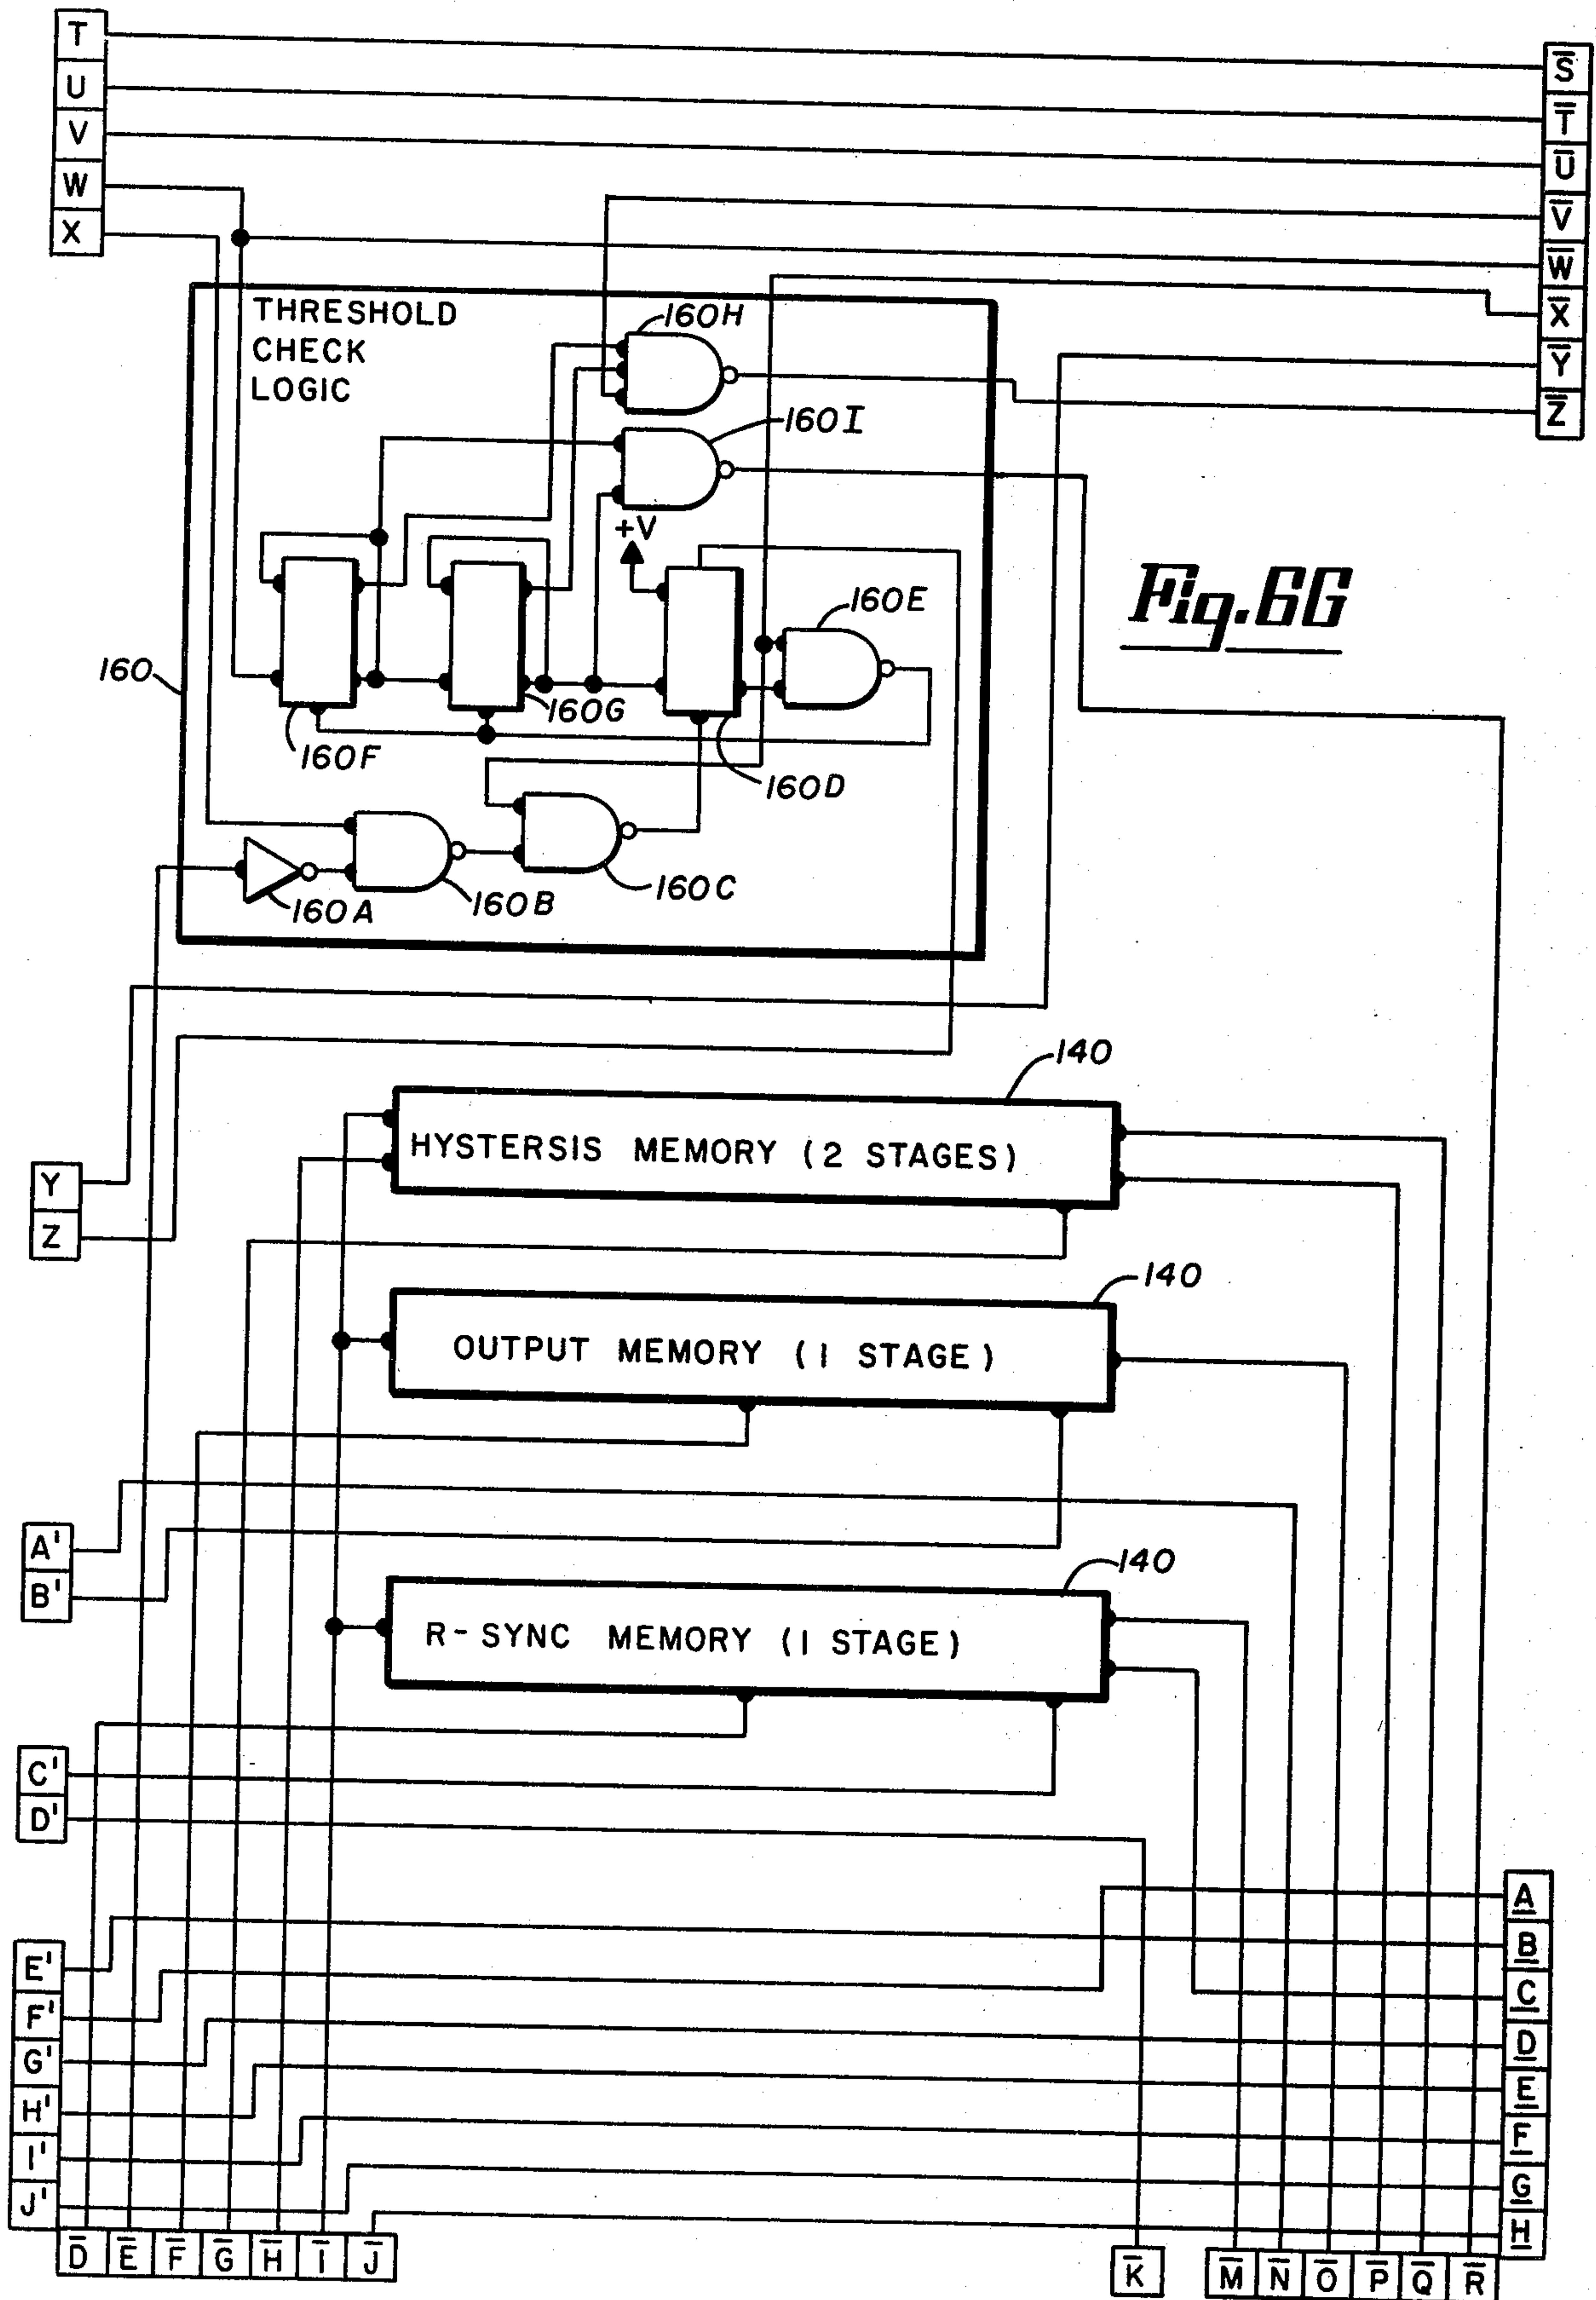 T
U
V
W
X
S̅
T̅
U̅
V̅
W̅
X̅
Y̅
Z̅
THRESHOLD
CHECK
LOGIC
160H
160I
+V
160E
Fig. 6G
160
160G
160F
160D
160C
160B
160A
140
HYSTERSIS MEMORY (2 STAGES)
Y
Z
140
OUTPUT MEMORY (1 STAGE)
A'
B'
140
R-SYNC MEMORY (1 STAGE)
C'
D'
A̲
B̲
C̲
D̲
E̲
F̲
G̲
H̲
E'
F'
G'
H'
I'
J'
D̅ E̅ F̅ G̅ H̅ I̅ J̅
K̅ M̅ N̅ O̅ P̅ Q̅ R̅